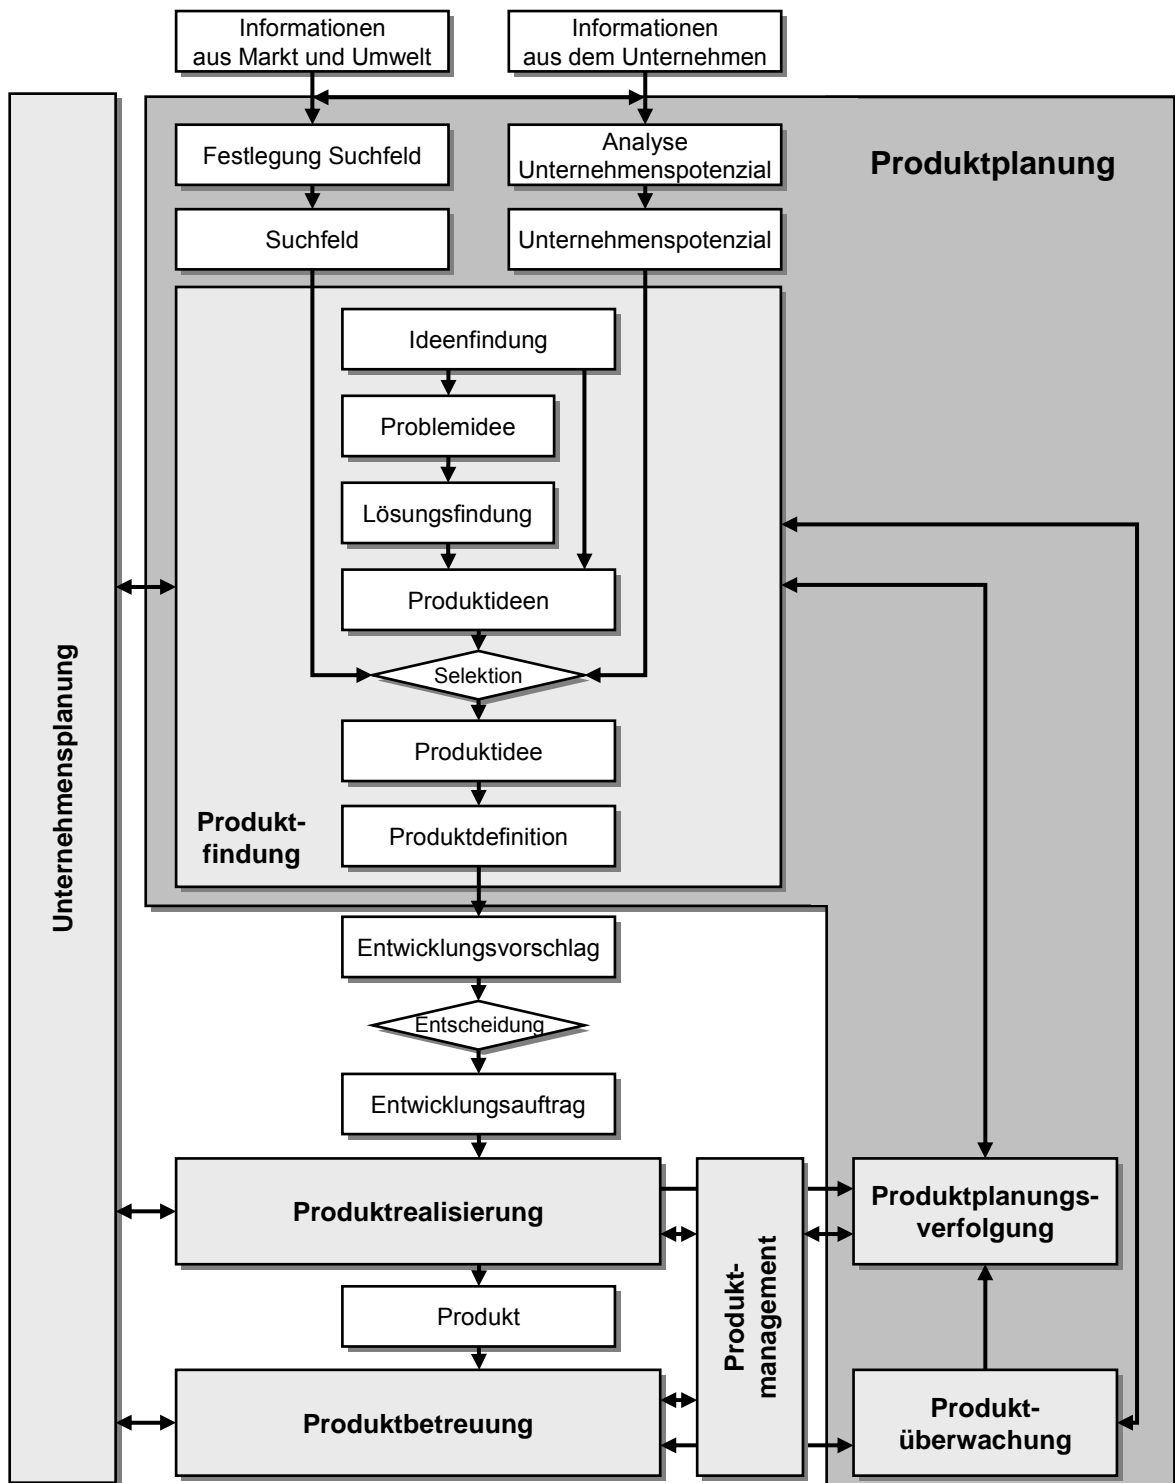 Informationen
aus Markt und Umwelt
Informationen
aus dem Unternehmen
Festlegung Suchfeld
Analyse
Unternehmenspotenzial
Produktplanung
Suchfeld
Unternehmenspotenzial
Ideenfindung
Problemidee
Lösungsfindung
Produktideen
Selektion
Produktidee
Produktdefinition
Produkt-
findung
Unternehmensplanung
Entwicklungsvorschlag
Entscheidung
Entwicklungsauftrag
Produktrealisierung
Produkt-
management
Produktplanungs-
verfolgung
Produkt
Produktbetreuung
Produkt-
überwachung